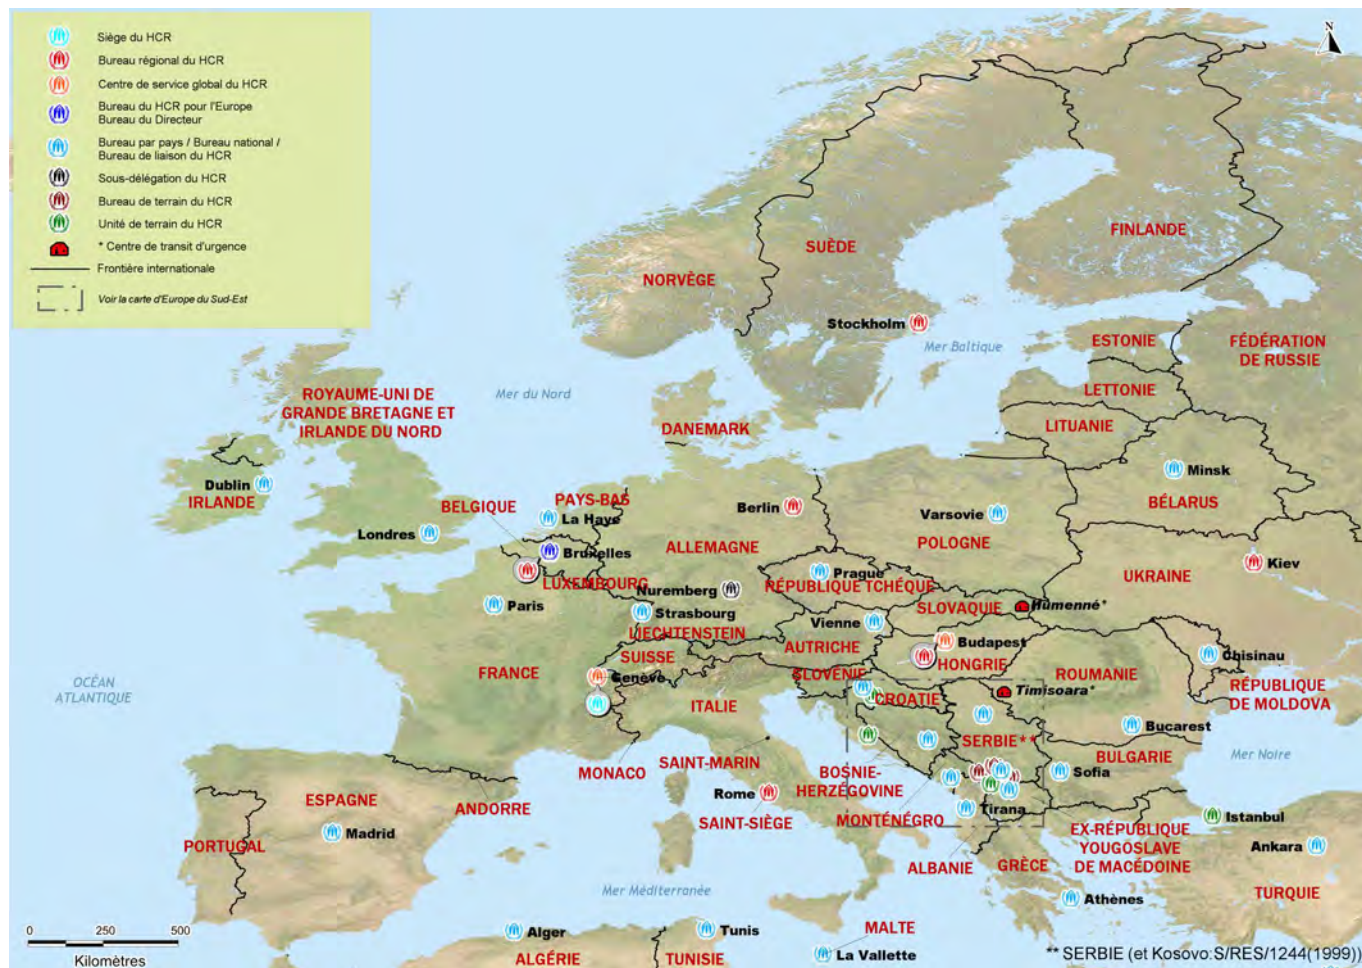 Siège du HCR
Bureau régional du HCR
Centre de service global du HCR
Bureau du HCR pour l'Europe
Bureau du Directeur
Bureau par pays / Bureau national /
Bureau de liaison du HCR
Sous-délégation du HCR
Bureau de terrain du HCR
Unité de terrain du HCR
* Centre de transit d'urgence
Frontière internationale
Voir la carte d'Europe du Sud-Est
N
FINLANDE
SUÈDE
NORVÈGE
Stockholm
Mer Baltique
ESTONIE
FÉDÉRATION
DE RUSSIE
LETTONIE
LITUANIE
Mer du Nord
ROYAUME-UNI DE
GRANDE BRETAGNE ET
IRLANDE DU NORD
DANEMARK
Minsk
BÉLARUS
Dublin
IRLANDE
BELGIQUE
PAYS-BAS
La Haye
Londres
Berlin
Varsovie
POLOGNE
ALLEMAGNE
Bruxelles
LUXEMBOURG
Kiev
UKRAINE
Prague
RÉPUBLIQUE TCHÈQUE
Nuremberg
Paris
Strasbourg
SLOVAQUIE
Humenné*
LIECHTENSTEIN
Vienne
AUTRICHE
Budapest
HONGRIE
Chisinau
SUISSE
FRANCE
Genève
SLOVÉNIE
ROUMANIE
RÉPUBLIQUE
DE MOLDOVA
OCÉAN
ATLANTIQUE
ITALIE
CROATIE
Timisoara*
Bucarest
SERBIE**
BULGARIE
Mer Noire
MONACO
SAINT-MARIN
BOSNIE-
HERZÉGOVINE
Sofia
ANDORRE
ESPAGNE
Rome
SAINT-SIÈGE
MONTÉNÉGRO
Tirana
Istanbul
Madrid
PORTUGAL
EX-RÉPUBLIQUE
YOUGOSLAVE
DE MACÉDOINE
Ankara
ALBANIE
GRÈCE
TURQUIE
Mer Méditerranée
Athènes
MALTE
Alger
Tunis
La Vallette
ALGÉRIE
TUNISIE
0 250 500
Kilomètres
** SERBIE (et Kosovo:S/RES/1244(1999))